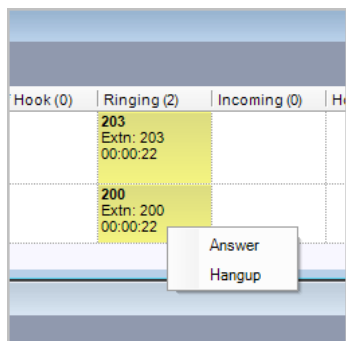 Hook (0) Ringing (2) Incoming (0) H
203
Extn: 203
00:00:22
200
Extn: 200
00:00:22
Answer
Hangup